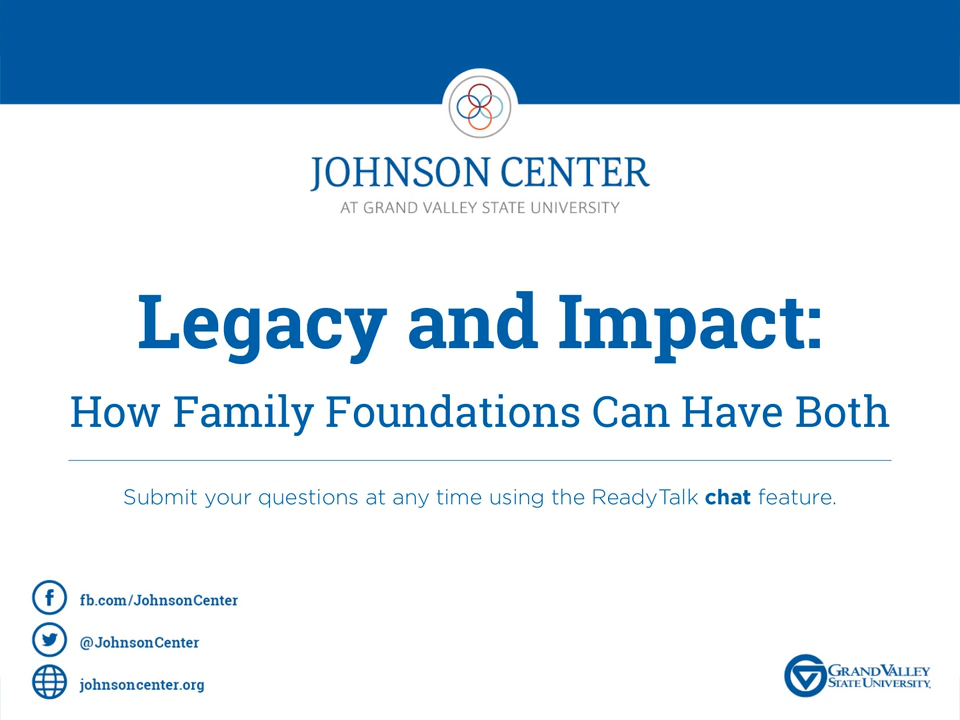 JOHNSON CENTER
AT GRAND VALLEY STATE UNIVERSITY
Legacy and Impact:
How Family Foundations Can Have Both
Submit your questions at any time using the ReadyTalk chat feature.
fb.com/JohnsonCenter
@JohnsonCenter
johnsoncenter.org
GRAND VALLEY
STATE UNIVERSITY.